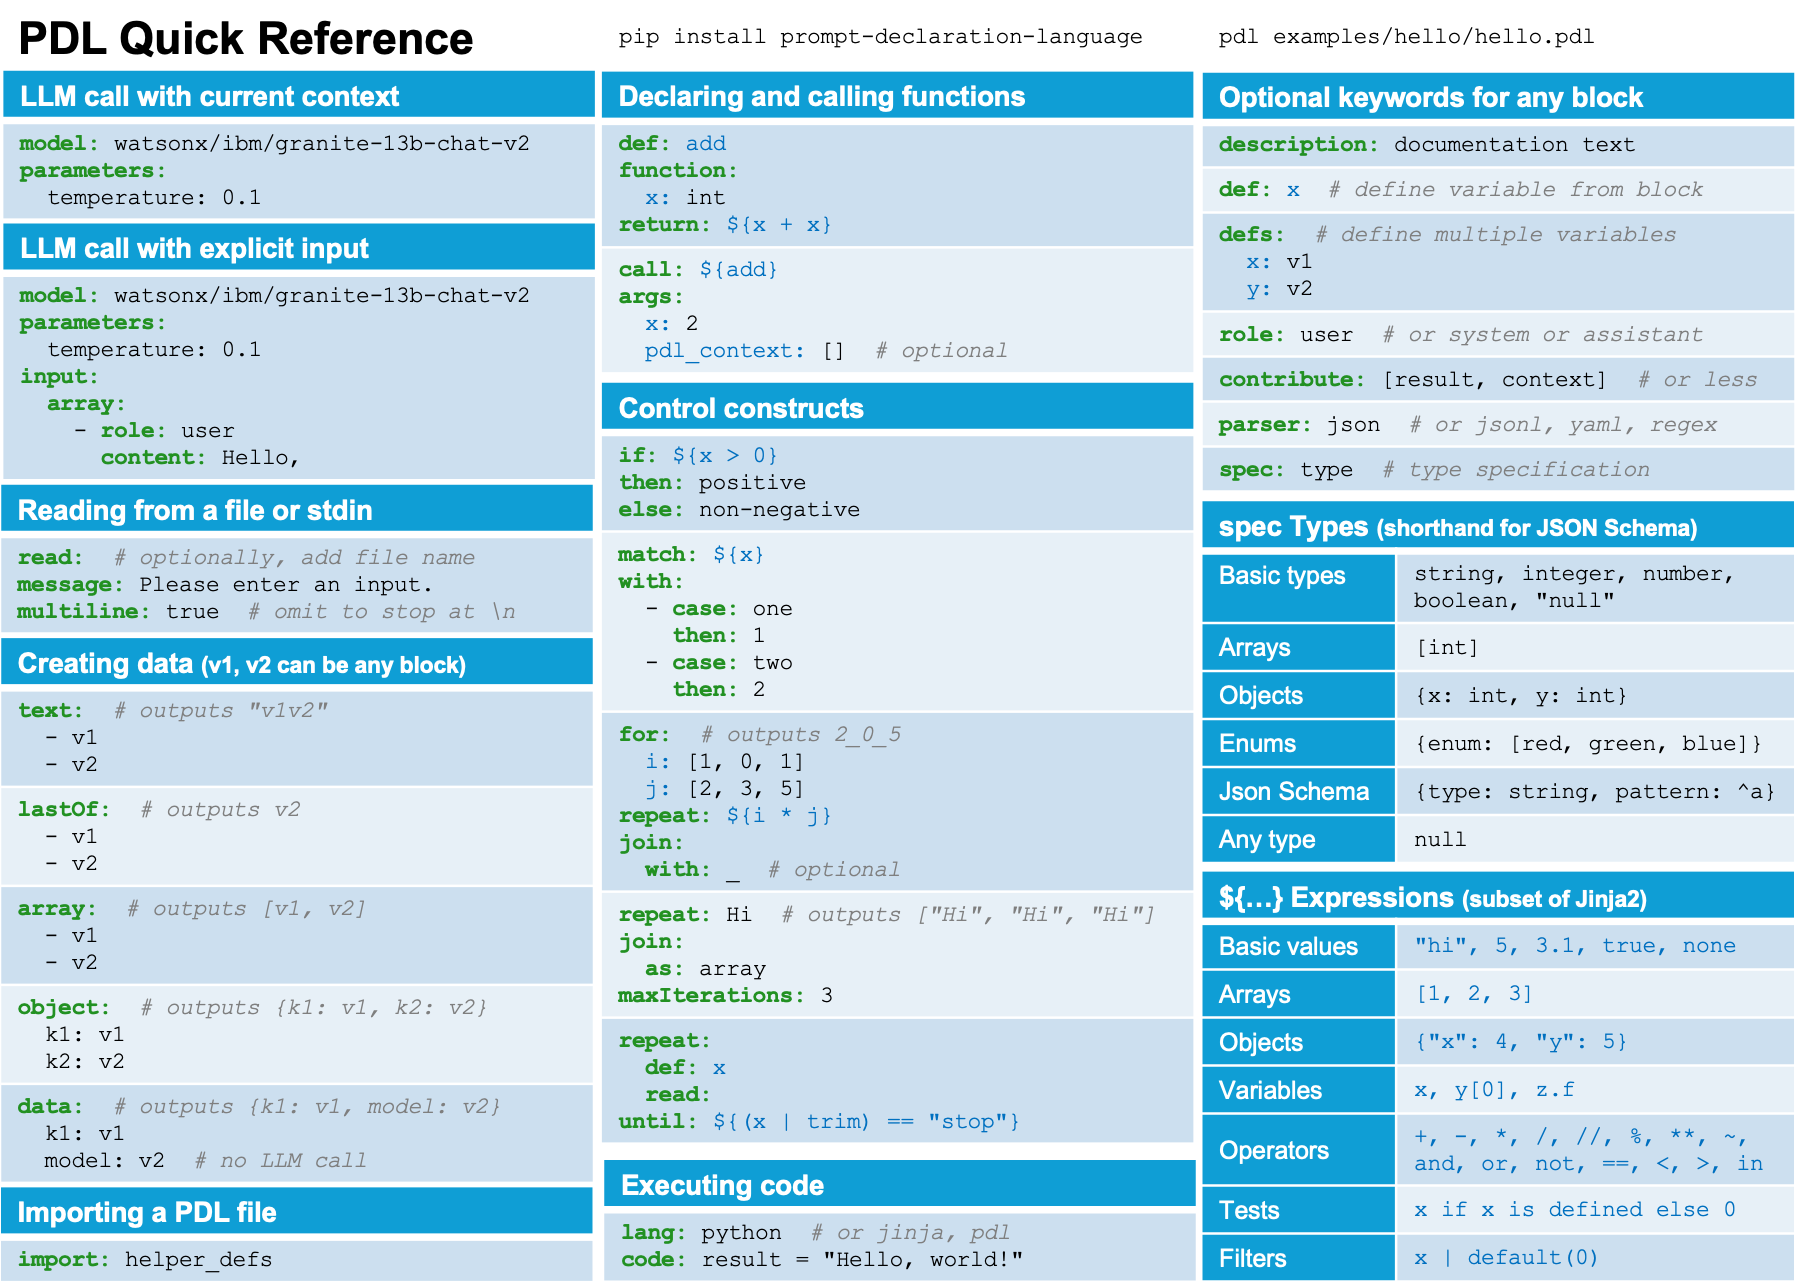 PDL Quick Reference
pip install prompt-declaration-language
pdl examples/hello/hello.pdl
LLM call with current context
model: watsonx/ibm/granite-13b-chat-v2
parameters:
  temperature: 0.1
LLM call with explicit input
model: watsonx/ibm/granite-13b-chat-v2
parameters:
  temperature: 0.1
input:
  array:
    - role: user
      content: Hello,
Reading from a file or stdin
read:  # optionally, add file name
message: Please enter an input.
multiline: true  # omit to stop at \n
Creating data (v1, v2 can be any block)
text:  # outputs "v1v2"
  - v1
  - v2
lastOf:  # outputs v2
  - v1
  - v2
array:  # outputs [v1, v2]
  - v1
  - v2
object:  # outputs {k1: v1, k2: v2}
  k1: v1
  k2: v2
data:  # outputs {k1: v1, model: v2}
  k1: v1
  model: v2  # no LLM call
Importing a PDL file
import: helper_defs
Declaring and calling functions
def: add
function:
  x: int
return: ${x + x}
call: ${add}
args:
  x: 2
  pdl_context: []  # optional
Control constructs
if: ${x > 0}
then: positive
else: non-negative
match: ${x}
with:
  - case: one
    then: 1
  - case: two
    then: 2
for:  # outputs 2_0_5
  i: [1, 0, 1]
  j: [2, 3, 5]
repeat: ${i * j}
join:
  with: _  # optional
repeat: Hi  # outputs ["Hi", "Hi", "Hi"]
join:
  as: array
maxIterations: 3
repeat:
  def: x
  read:
until: ${(x | trim) == "stop"}
Executing code
lang: python  # or jinja, pdl
code: result = "Hello, world!"
Optional keywords for any block
description: documentation text
def: x  # define variable from block
defs:  # define multiple variables
  x: v1
  y: v2
role: user  # or system or assistant
contribute: [result, context]  # or less
parser: json  # or jsonl, yaml, regex
spec: type  # type specification
spec Types (shorthand for JSON Schema)
Basic types string, integer, number,
boolean, "null"
Arrays [int]
Objects {x: int, y: int}
Enums {enum: [red, green, blue]}
Json Schema {type: string, pattern: ^a}
Any type null
${…} Expressions (subset of Jinja2)
Basic values "hi", 5, 3.1, true, none
Arrays [1, 2, 3]
Objects {"x": 4, "y": 5}
Variables x, y[0], z.f
Operators +, -, *, /, //, %, **, ~,
and, or, not, ==, <, >, in
Tests x if x is defined else 0
Filters x | default(0)